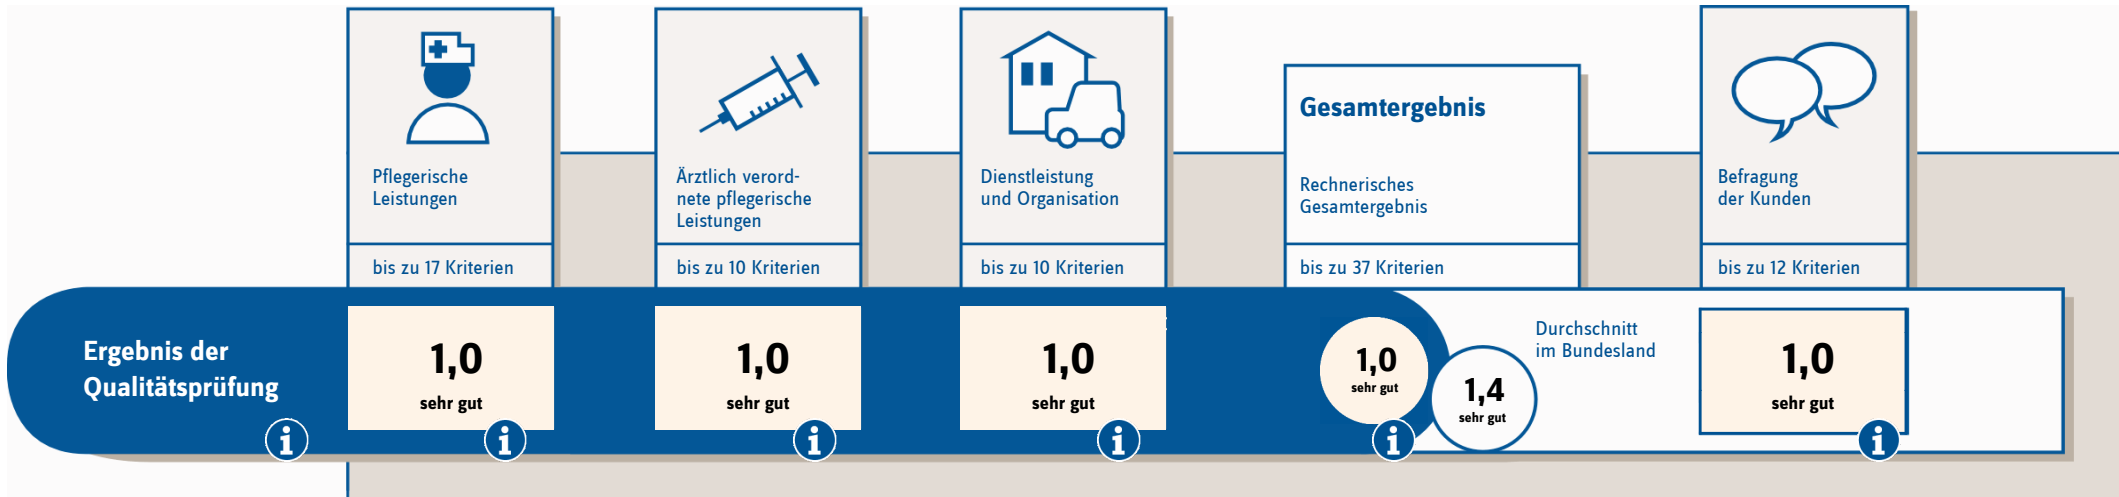 Pflegerische
Leistungen
bis zu 17 Kriterien
Ärztlich verord-
nete pflegerische
Leistungen
bis zu 10 Kriterien
Dienstleistung
und Organisation
bis zu 10 Kriterien
Gesamtergebnis
Rechnerisches
Gesamtergebnis
bis zu 37 Kriterien
Befragung
der Kunden
bis zu 12 Kriterien
Ergebnis der
Qualitätsprüfung
i
1,0
sehr gut
i
1,0
sehr gut
i
1,0
sehr gut
i
1,0
sehr gut
i
1,4
sehr gut
Durchschnitt
im Bundesland
1,0
sehr gut
i